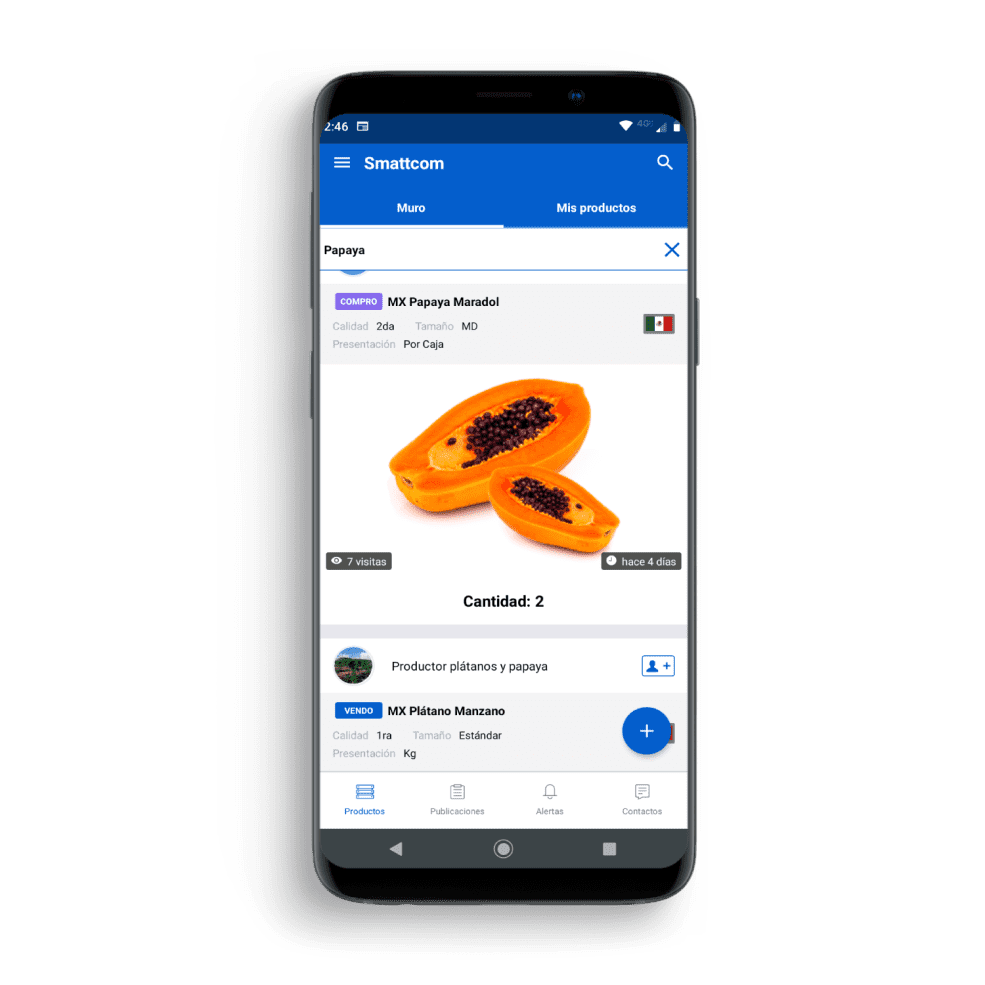 2:46
4G
Smattcom
Muro Mis productos
Papaya
COMPRO MX Papaya Maradol
Calidad 2da Tamaño MD
Presentación Por Caja
7 visitas hace 4 días
Cantidad: 2
Productor plátanos y papaya
VENDO MX Plátano Manzano
Calidad 1ra Tamaño Estándar
Presentación Kg
Productos Publicaciones Alertas Contactos